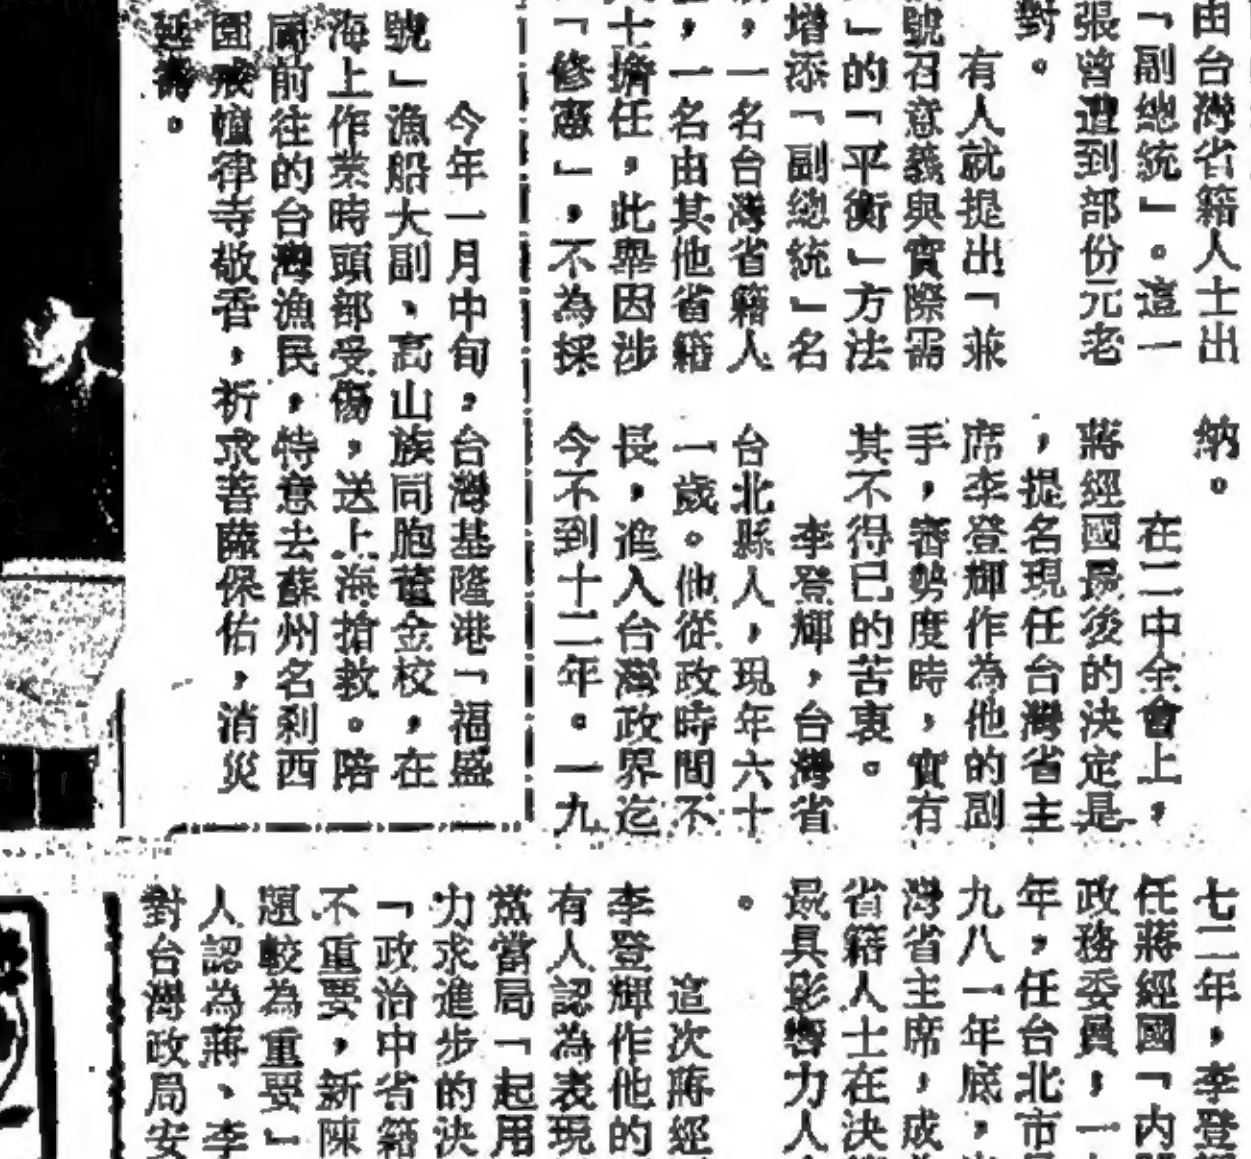 由台灣省籍人士出
「副總統」。這一
張曾遭到部份元老
對。
有人就提出「兼
號召意義與實際需
」的「平衡」方法
增添「副總統」名
，一名台灣省籍人
，一名由其他省籍
士擔任，此舉因涉
「修憲」，不為採
納。
在二中全會上，
蔣經國最後的決定是
，提名現任台灣省主
席李登輝作為他的副
手，審勢度時，實有
其不得已的苦衷。
李登輝，台灣省
台北縣人，現年六十
一歲。他從政時間不
長，進入台灣政界迄
今不到十二年。一九
七二年，李登
任蔣經國「內
政務委員，一
年，任台北市
九八一年底，
灣省主席，成
省籍人士在決
最具影響力人
。
這次蔣經
李登輝作他的
有人認為表現
黨當局「起用
力求進步的決
「政治中省籍
不重要，新陳
題較為重要」
人認為蔣、李
對台灣政局安
今年一月中旬，台灣基隆港「福盛
號」漁船大副、高山族同胞董金校，在
海上作業時頭部受傷，送上海搶救。陪
同前往的台灣漁民，特意去蘇州名剎西
園戒幢律寺敬香，祈求菩薩保佑，消災
延壽。